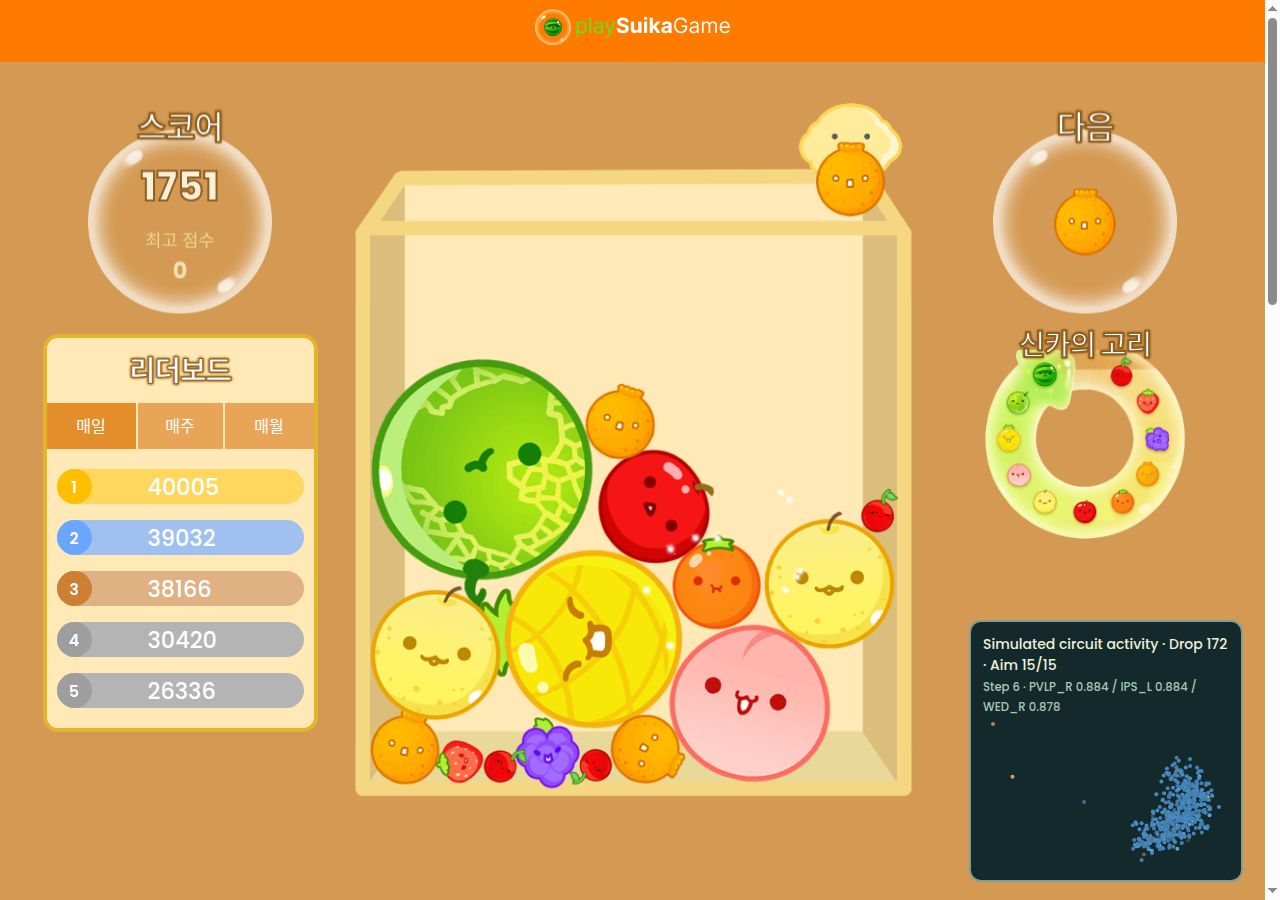 playSuikaGame
스코어
1751
최고 점수
0
리더보드
매일 매주 매월
1 40005
2 39032
3 38166
4 30420
5 26336
다음
신카의 고리
Simulated circuit activity · Drop 172
· Aim 15/15
Step 6 · PVLP_R 0.884 / IPS_L 0.884 /
WED_R 0.878